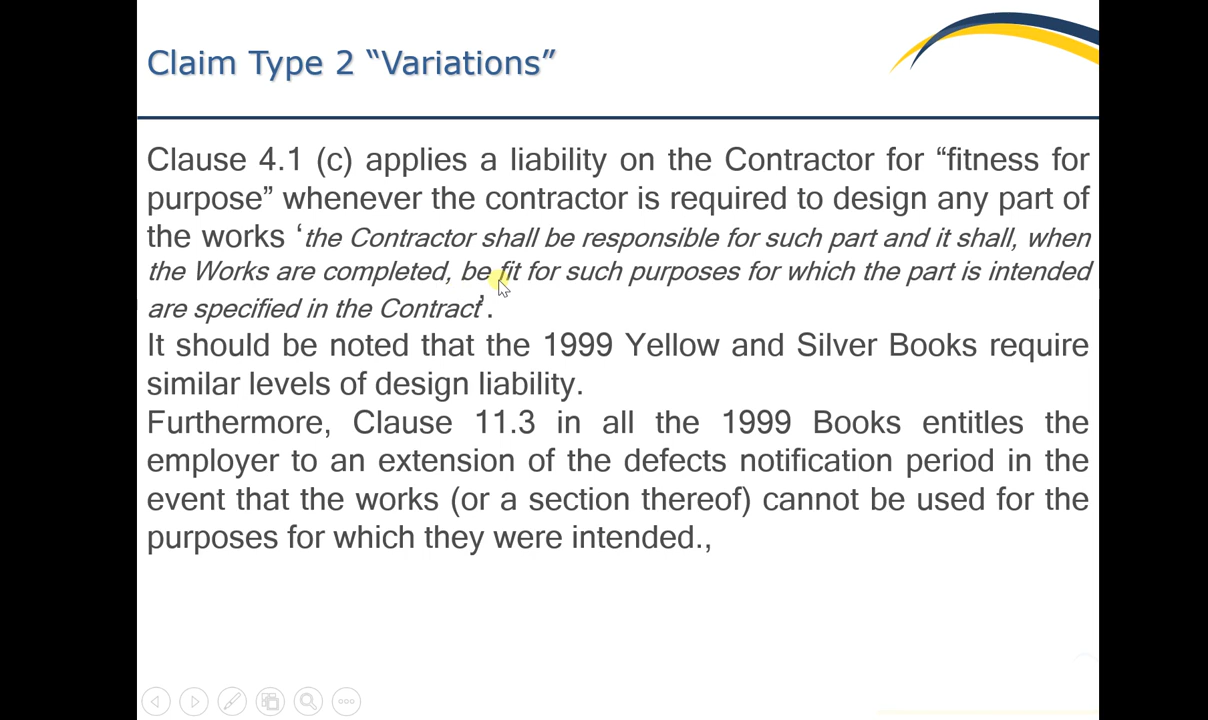 Claim Type 2 “Variations”
Clause 4.1 (c) applies a liability on the Contractor for “fitness for
purpose” whenever the contractor is required to design any part of
the works ‘the Contractor shall be responsible for such part and it shall, when
the Works are completed, be fit for such purposes for which the part is intended
are specified in the Contract’.
It should be noted that the 1999 Yellow and Silver Books require
similar levels of design liability.
Furthermore, Clause 11.3 in all the 1999 Books entitles the
employer to an extension of the defects notification period in the
event that the works (or a section thereof) cannot be used for the
purposes for which they were intended.,